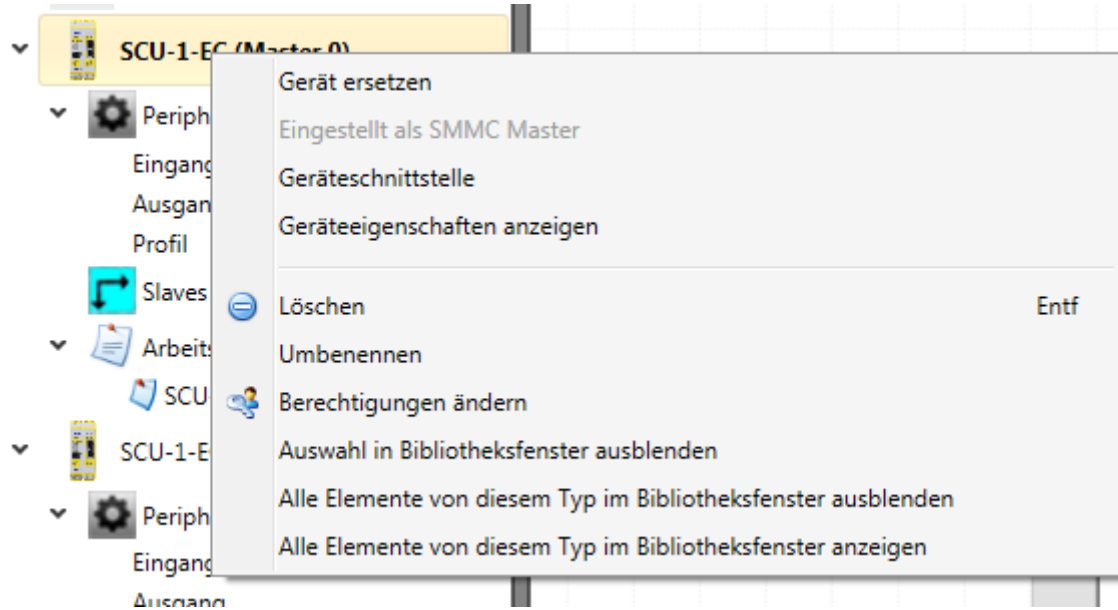 SCU-1-EC (Master 0)
Gerät ersetzen
Periph
Eingestellt als SMMC Master
Eingang
Geräteschnittstelle
Ausgan
Geräteeigenschaften anzeigen
Profil
Slaves
Löschen Entf
Arbeits
Umbenennen
SCU-
Berechtigungen ändern
SCU-1-E
Auswahl in Bibliotheksfenster ausblenden
Alle Elemente von diesem Typ im Bibliotheksfenster ausblenden
Periph
Alle Elemente von diesem Typ im Bibliotheksfenster anzeigen
Eingang
Ausgang